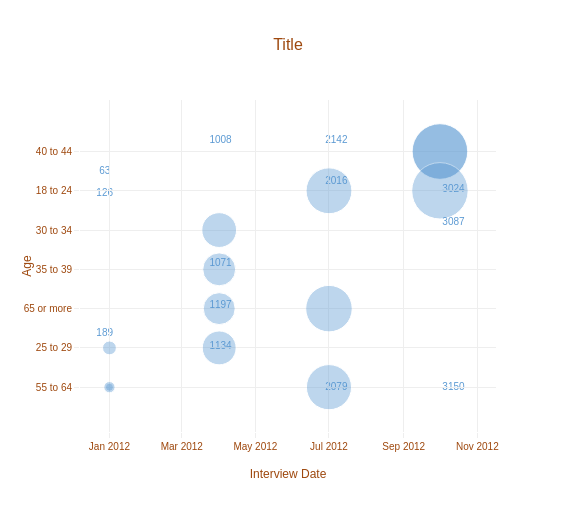 Title
1008
2142
40 to 44
63
2016
126
18 to 24
3024
3087
30 to 34
Age
1071
35 to 39
1197
65 or more
189
1134
25 to 29
55 to 64
2079
3150
Jan 2012
Mar 2012
May 2012
Jul 2012
Sep 2012
Nov 2012
Interview Date